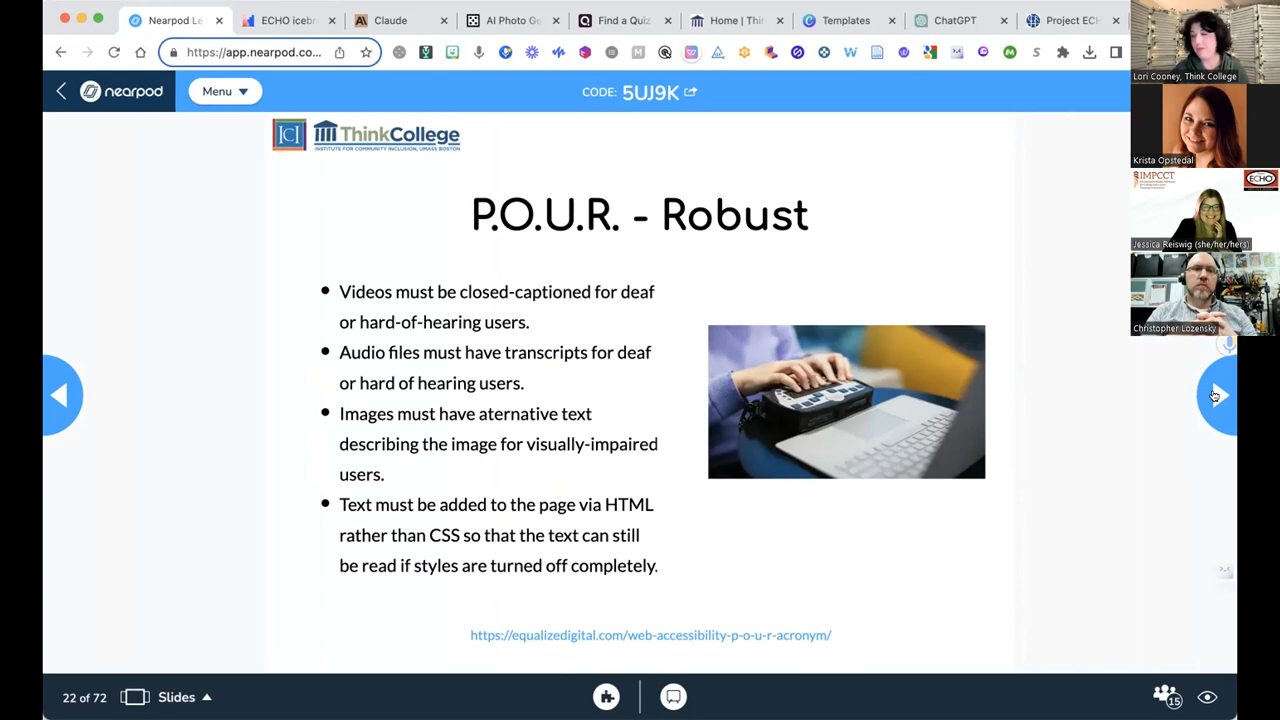 Nearpod Le
ECHO icebr
Claude
AI Photo Ge
Find a Quiz
Home | Thin
Templates
ChatGPT
Project ECH
https://app.nearpod.co...
nearpod
Menu
CODE: 5UJ9K
ICI ThinkCollege
INSTITUTE FOR COMMUNITY INCLUSION, UMASS BOSTON
P.O.U.R. - Robust
• Videos must be closed-captioned for deaf
or hard-of-hearing users.
• Audio files must have transcripts for deaf
or hard of hearing users.
• Images must have aternative text
describing the image for visually-impaired
users.
• Text must be added to the page via HTML
rather than CSS so that the text can still
be read if styles are turned off completely.
https://equalizedigital.com/web-accessibility-p-o-u-r-acronym/
22 of 72
Slides
15
Lori Cooney, Think College
Krista Opstedal
IMPCCT
ECHO
Jessica Reiswig (she/her/hers)
Christopher Lozensky